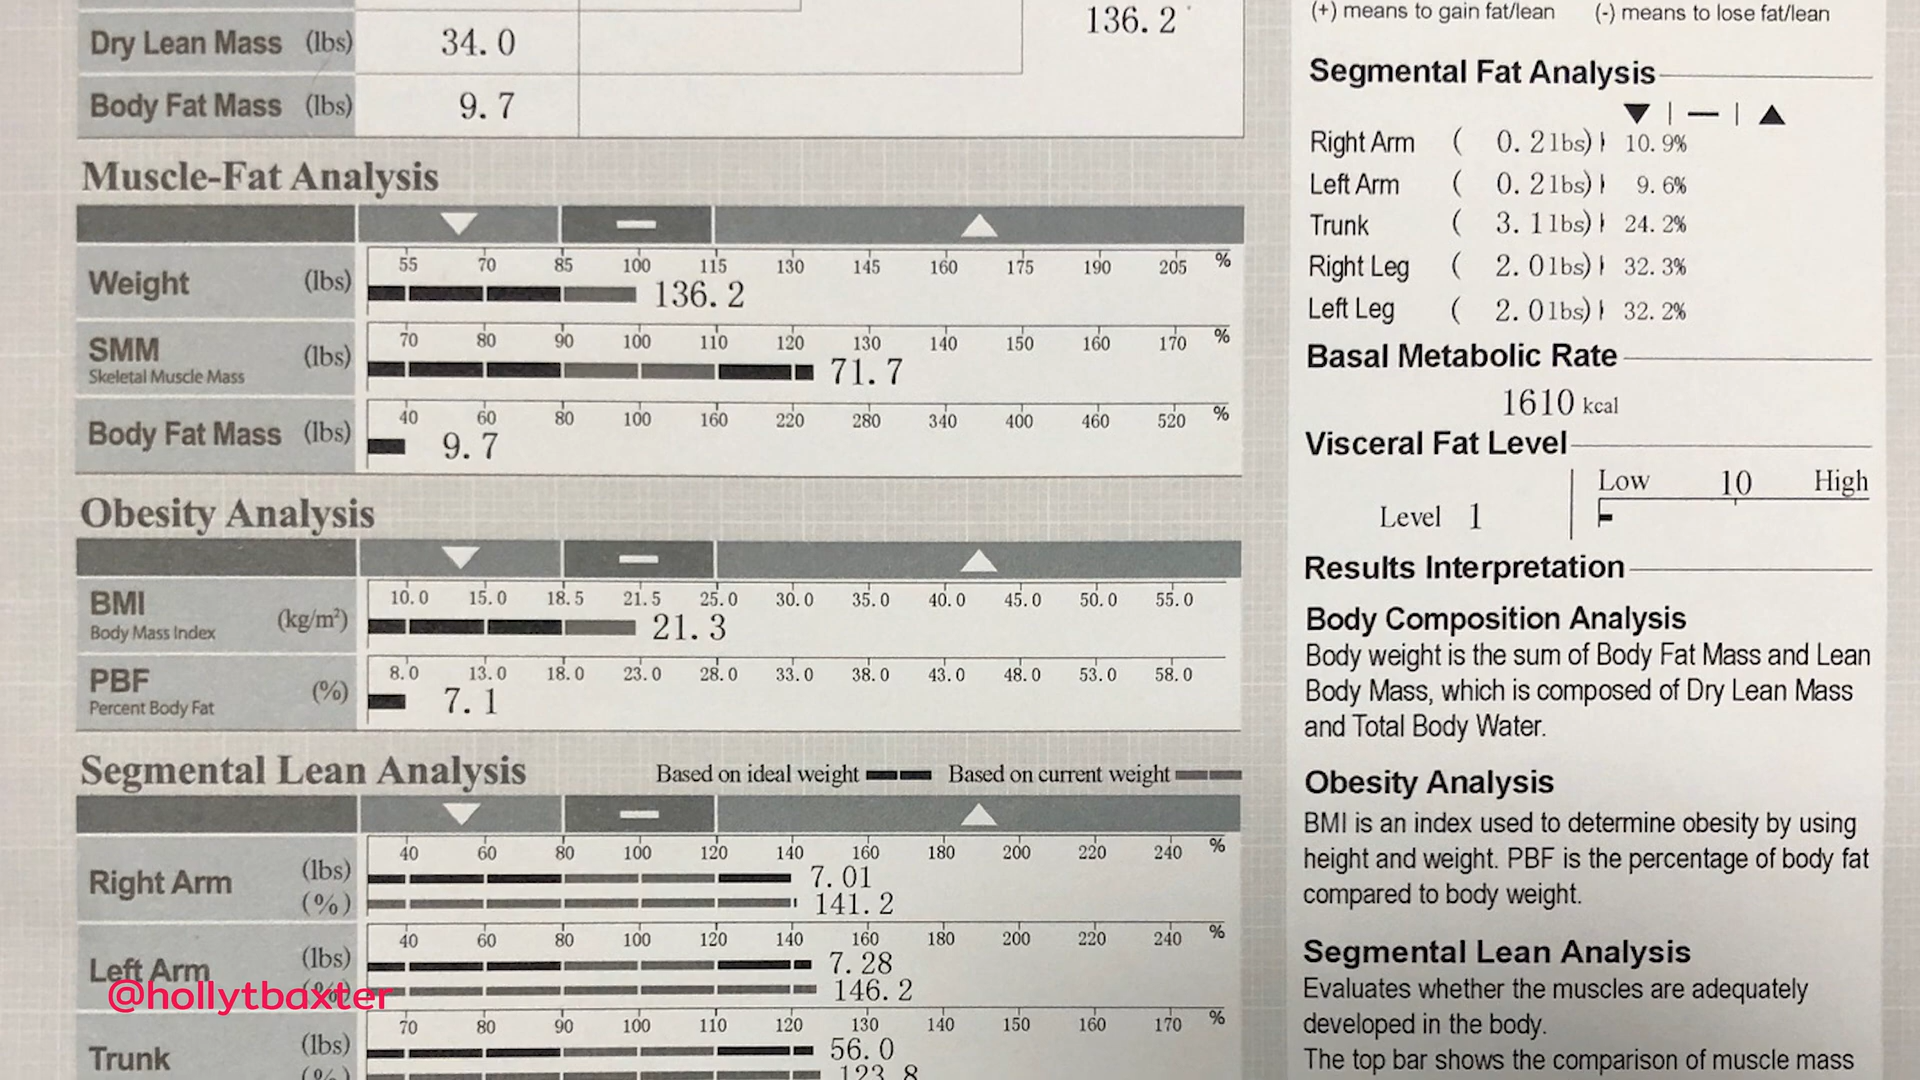 136.2
Dry Lean Mass (lbs) 34.0
Body Fat Mass (lbs) 9.7
Muscle-Fat Analysis
55 70 85 100 115 130 145 160 175 190 205 %
Weight (lbs) 136.2
70 80 90 100 110 120 130 140 150 160 170 %
SMM (lbs) 71.7
Skeletal Muscle Mass
40 60 80 100 160 220 280 340 400 460 520 %
Body Fat Mass (lbs) 9.7
Obesity Analysis
10.0 15.0 18.5 21.5 25.0 30.0 35.0 40.0 45.0 50.0 55.0
BMI (kg/m²) 21.3
Body Mass Index
8.0 13.0 18.0 23.0 28.0 33.0 38.0 43.0 48.0 53.0 58.0
PBF (%) 7.1
Percent Body Fat
Segmental Lean Analysis Based on ideal weight Based on current weight
40 60 80 100 120 140 160 180 200 220 240 %
Right Arm (lbs) 7.01
(%) 141.2
40 60 80 100 120 140 160 180 200 220 240 %
Left Arm (lbs) 7.28
(%) 146.2
@hollytbaxter
70 80 90 100 110 120 130 140 150 160 170 %
Trunk (lbs) 56.0
(%) 123.8
(+) means to gain fat/lean (-) means to lose fat/lean
Segmental Fat Analysis
Right Arm ( 0.2lbs) 10.9%
Left Arm ( 0.2lbs) 9.6%
Trunk ( 3.1lbs) 24.2%
Right Leg ( 2.0lbs) 32.3%
Left Leg ( 2.0lbs) 32.2%
Basal Metabolic Rate
1610 kcal
Visceral Fat Level
Low 10 High
Level 1
Results Interpretation
Body Composition Analysis
Body weight is the sum of Body Fat Mass and Lean
Body Mass, which is composed of Dry Lean Mass
and Total Body Water.
Obesity Analysis
BMI is an index used to determine obesity by using
height and weight. PBF is the percentage of body fat
compared to body weight.
Segmental Lean Analysis
Evaluates whether the muscles are adequately
developed in the body.
The top bar shows the comparison of muscle mass